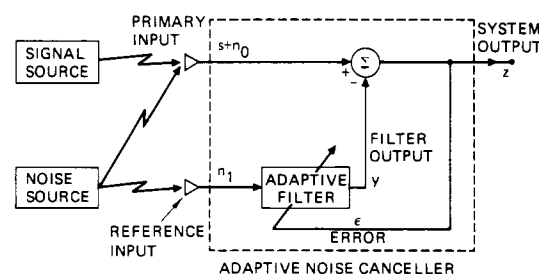 PRIMARY
INPUT
SYSTEM
OUTPUT
SIGNAL
SOURCE
s+n0
+
Σ
−
z
FILTER
OUTPUT
NOISE
SOURCE
n1
ADAPTIVE
FILTER
y
REFERENCE
INPUT
ϵ
ERROR
ADAPTIVE NOISE CANCELLER